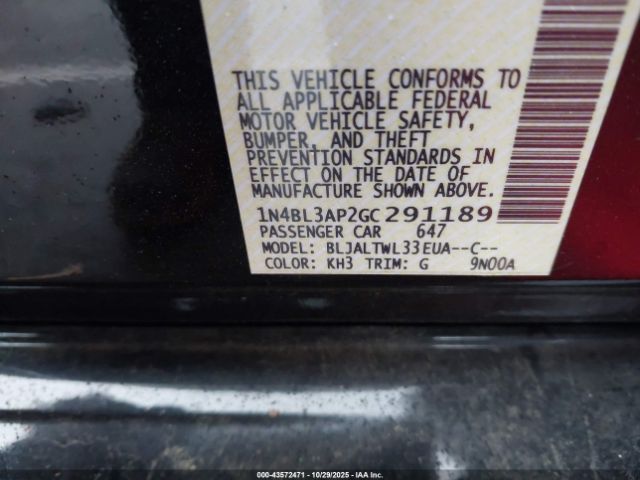 THIS VEHICLE CONFORMS TO
ALL APPLICABLE FEDERAL
MOTOR VEHICLE SAFETY,
BUMPER, AND THEFT
PREVENTION STANDARDS IN
EFFECT ON THE DATE OF
MANUFACTURE SHOWN ABOVE.
1N4BL3AP2GC291189
PASSENGER CAR 647
MODEL: BLJALTWL33EUA--C--
COLOR: KH3 TRIM: G 9N00A
000-43572471 | 10/29/2025 | IAA Inc.